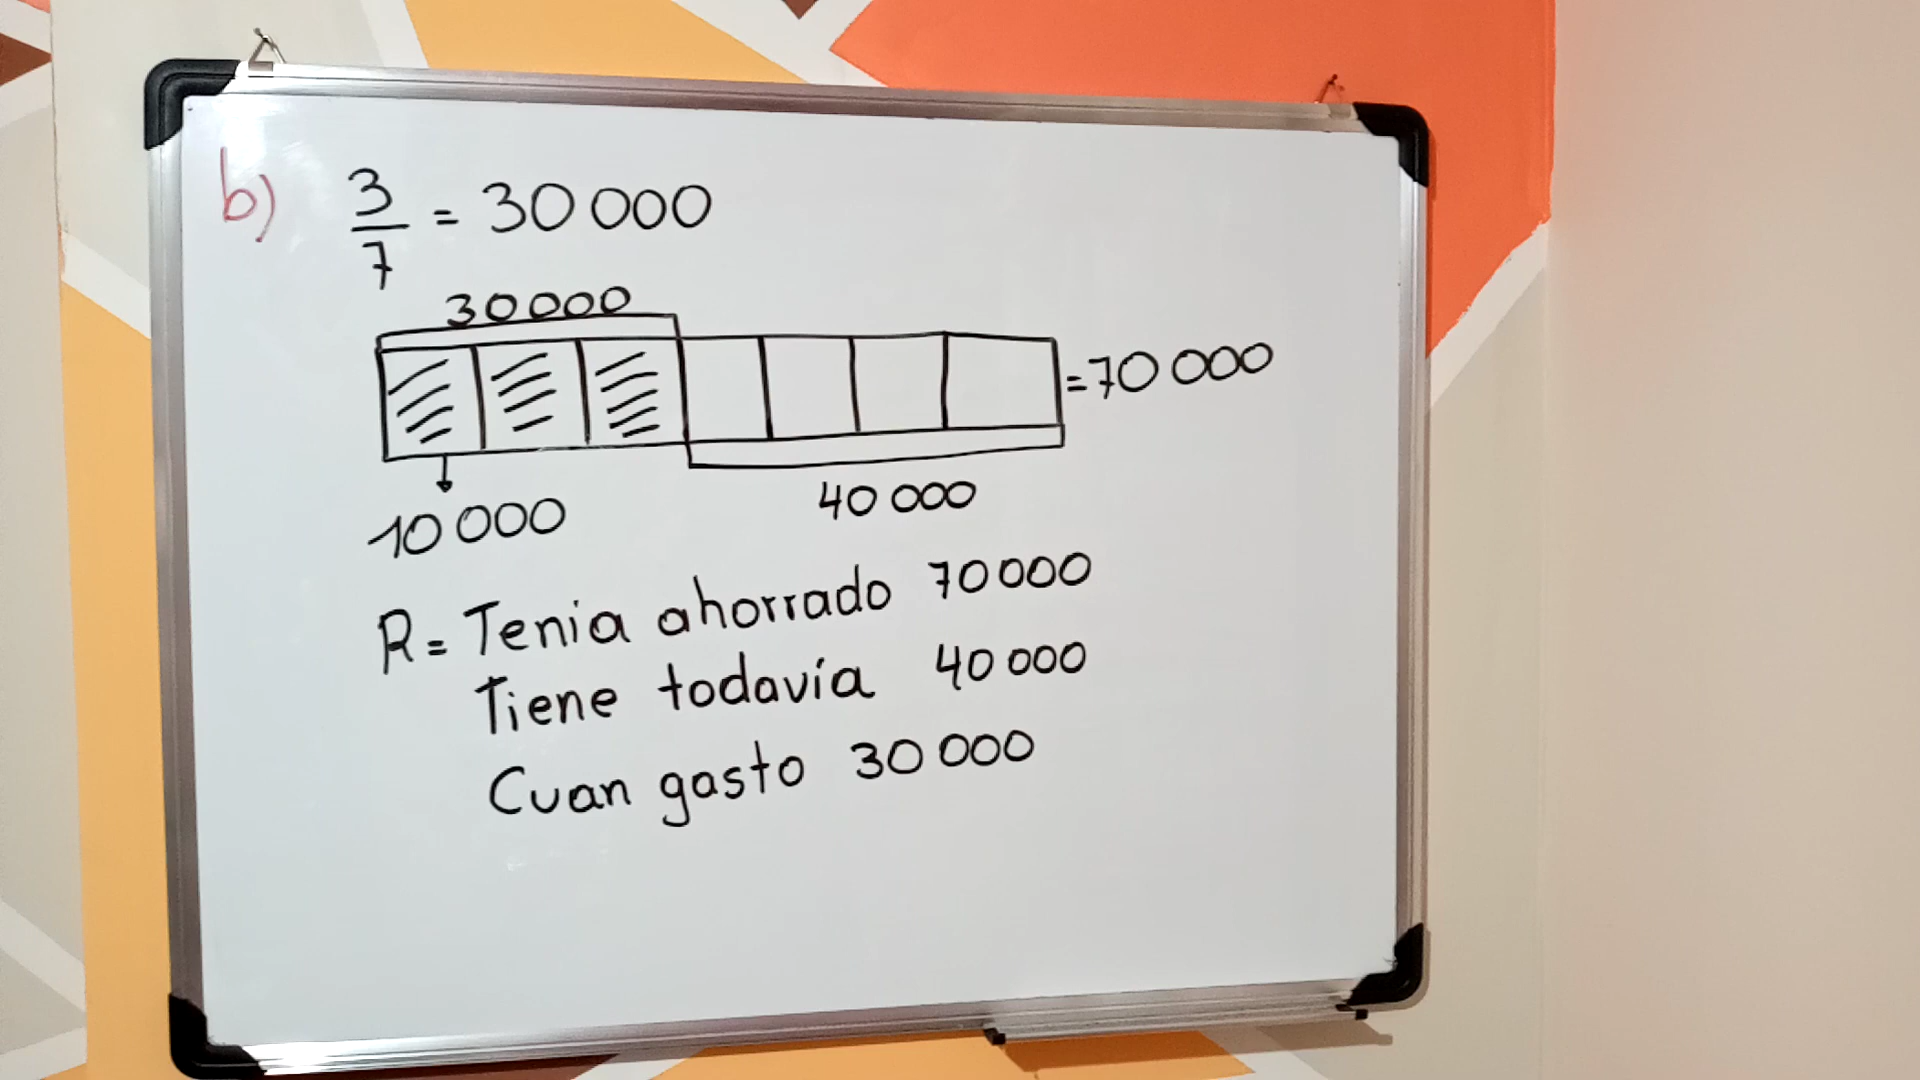 b) 3/7 = 30 000
30 000
= 70 000
10 000
40 000
R = Tenia ahorrado 70 000
Tiene todavía 40 000
Cuan gasto 30 000